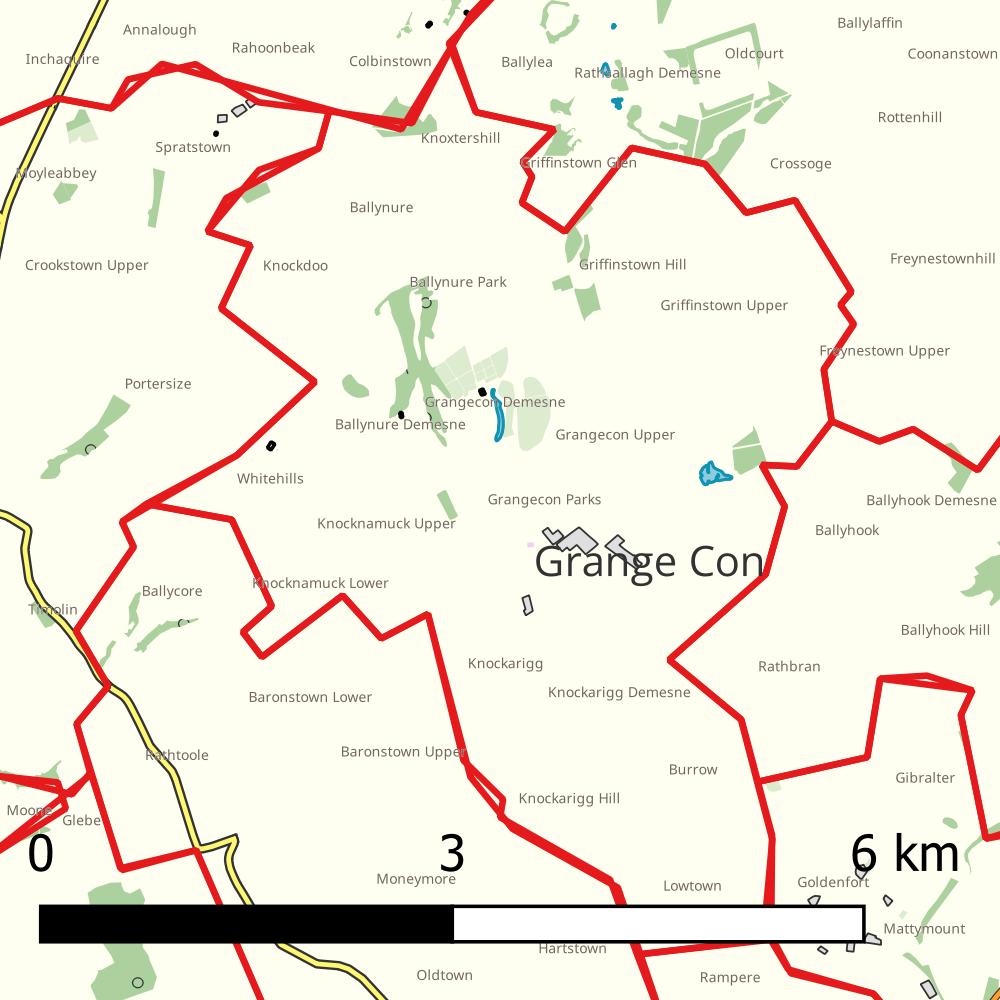 Ballylaffin
Annalough
Rahoonbeak
Oldcourt
Coonanstown
Inchaquire
Colbinstown
Ballylea
Rathsallagh Demesne
Rottenhill
Knoxtershill
Spratstown
Griffinstown Glen
Crossoge
Moyleabbey
Ballynure
Freynestownhill
Crookstown Upper
Knockdoo
Griffinstown Hill
Ballynure Park
Griffinstown Upper
Freynestown Upper
Portersize
Grangecon Demesne
Ballynure Demesne
Grangecon Upper
Whitehills
Grangecon Parks
Ballyhook Demesne
Knocknamuck Upper
Ballyhook
Grange Con
Knocknamuck Lower
Ballycore
Timolin
Ballyhook Hill
Knockarigg
Rathbran
Baronstown Lower
Knockarigg Demesne
Rathtoole
Baronstown Upper
Burrow
Gibralter
Knockarigg Hill
Moone
Glebe
0 3 6 km
Moneymore
Lowtown
Goldenfort
Mattymount
Hartstown
Oldtown
Rampere